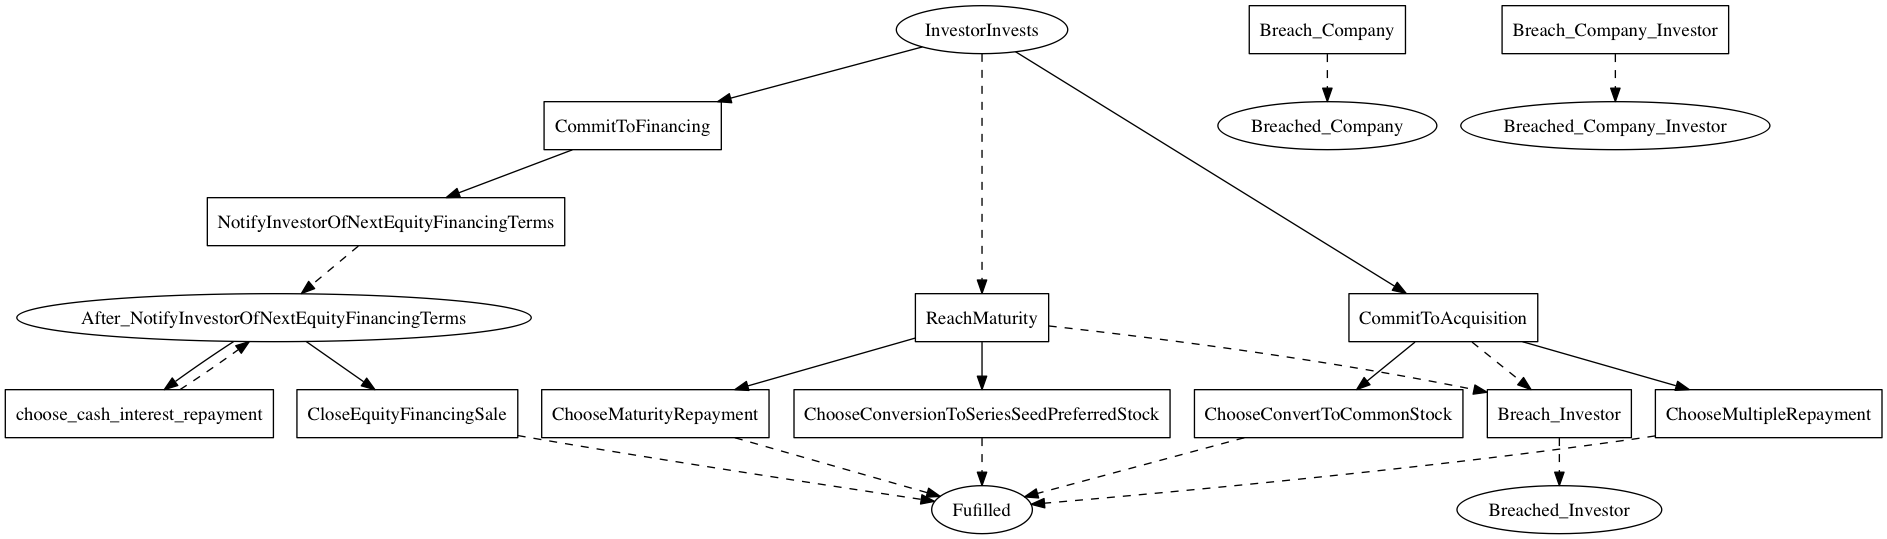 InvestorInvests
Breach_Company
Breach_Company_Investor
CommitToFinancing
Breached_Company
Breached_Company_Investor
NotifyInvestorOfNextEquityFinancingTerms
After_NotifyInvestorOfNextEquityFinancingTerms
ReachMaturity
CommitToAcquisition
choose_cash_interest_repayment
CloseEquityFinancingSale
ChooseMaturityRepayment
ChooseConversionToSeriesSeedPreferredStock
ChooseConvertToCommonStock
Breach_Investor
ChooseMultipleRepayment
Fufilled
Breached_Investor